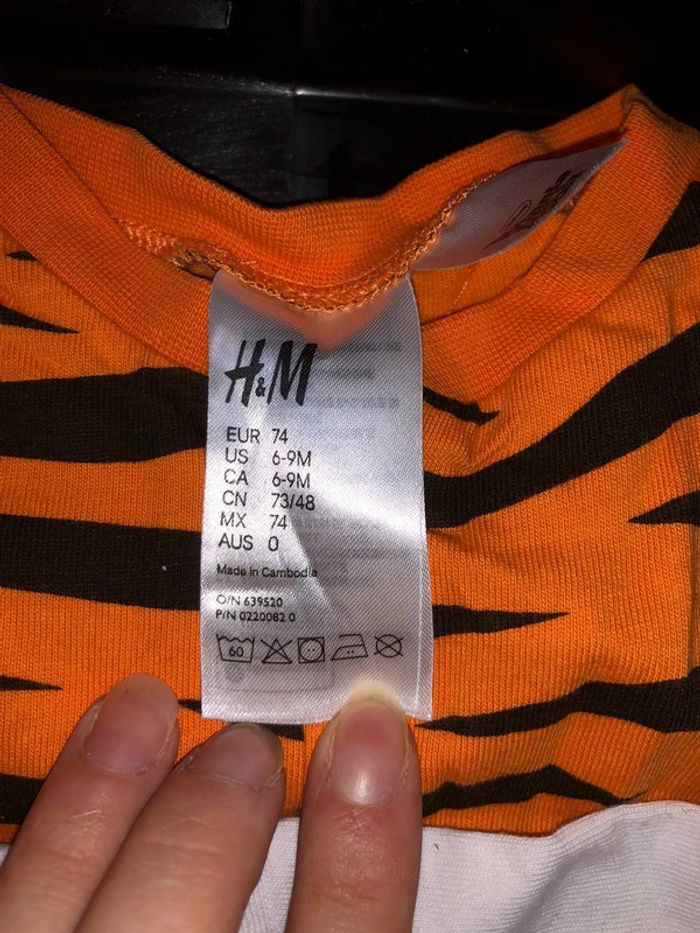 H&M
EUR 74
US 6-9M
CA 6-9M
CN 73/48
MX 74
AUS 0
Made in Cambodia
O/N 639520
P/N 0220082 0
60